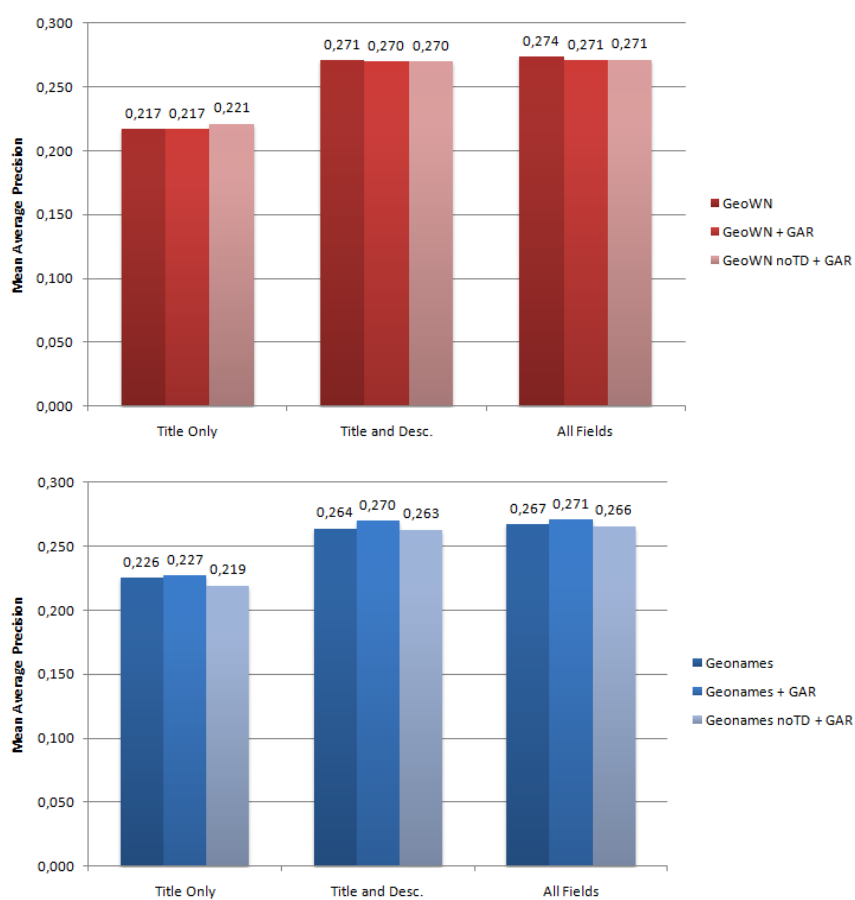 0,300
0,250
0,200
0,150
0,100
0,050
0,000
Mean Average Precision
0,217 0,217 0,221
0,271 0,270 0,270
0,274 0,271 0,271
Title Only
Title and Desc.
All Fields
GeoWN
GeoWN + GAR
GeoWN noTD + GAR
0,300
0,250
0,200
0,150
0,100
0,050
0,000
Mean Average Precision
0,226 0,227 0,219
0,264 0,270 0,263
0,267 0,271 0,266
Title Only
Title and Desc.
All Fields
Geonames
Geonames + GAR
Geonames noTD + GAR